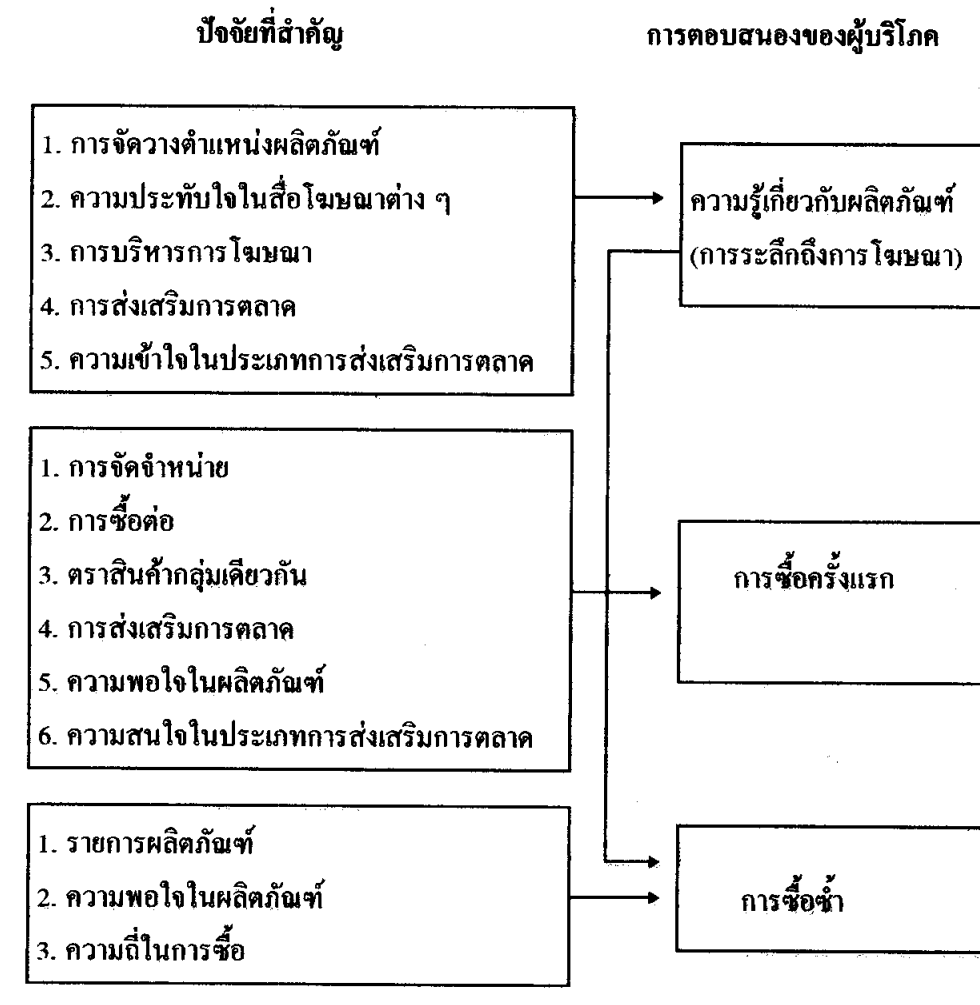 ปัจจัยที่สำคัญ
การตอบสนองของผู้บริโภค
1. การจัดวางตำแหน่งผลิตภัณฑ์
2. ความประทับใจในสื่อโฆษณาต่าง ๆ
3. การบริหารการโฆษณา
4. การส่งเสริมการตลาด
5. ความเข้าใจในประเภทการส่งเสริมการตลาด
ความรู้เกี่ยวกับผลิตภัณฑ์
(การระลึกถึงการโฆษณา)
1. การจัดจำหน่าย
2. การซื้อต่อ
3. ตราสินค้ากลุ่มเดียวกัน
4. การส่งเสริมการตลาด
5. ความพอใจในผลิตภัณฑ์
6. ความสนใจในประเภทการส่งเสริมการตลาด
การซื้อครั้งแรก
1. รายการผลิตภัณฑ์
2. ความพอใจในผลิตภัณฑ์
3. ความถี่ในการซื้อ
การซื้อซ้ำ